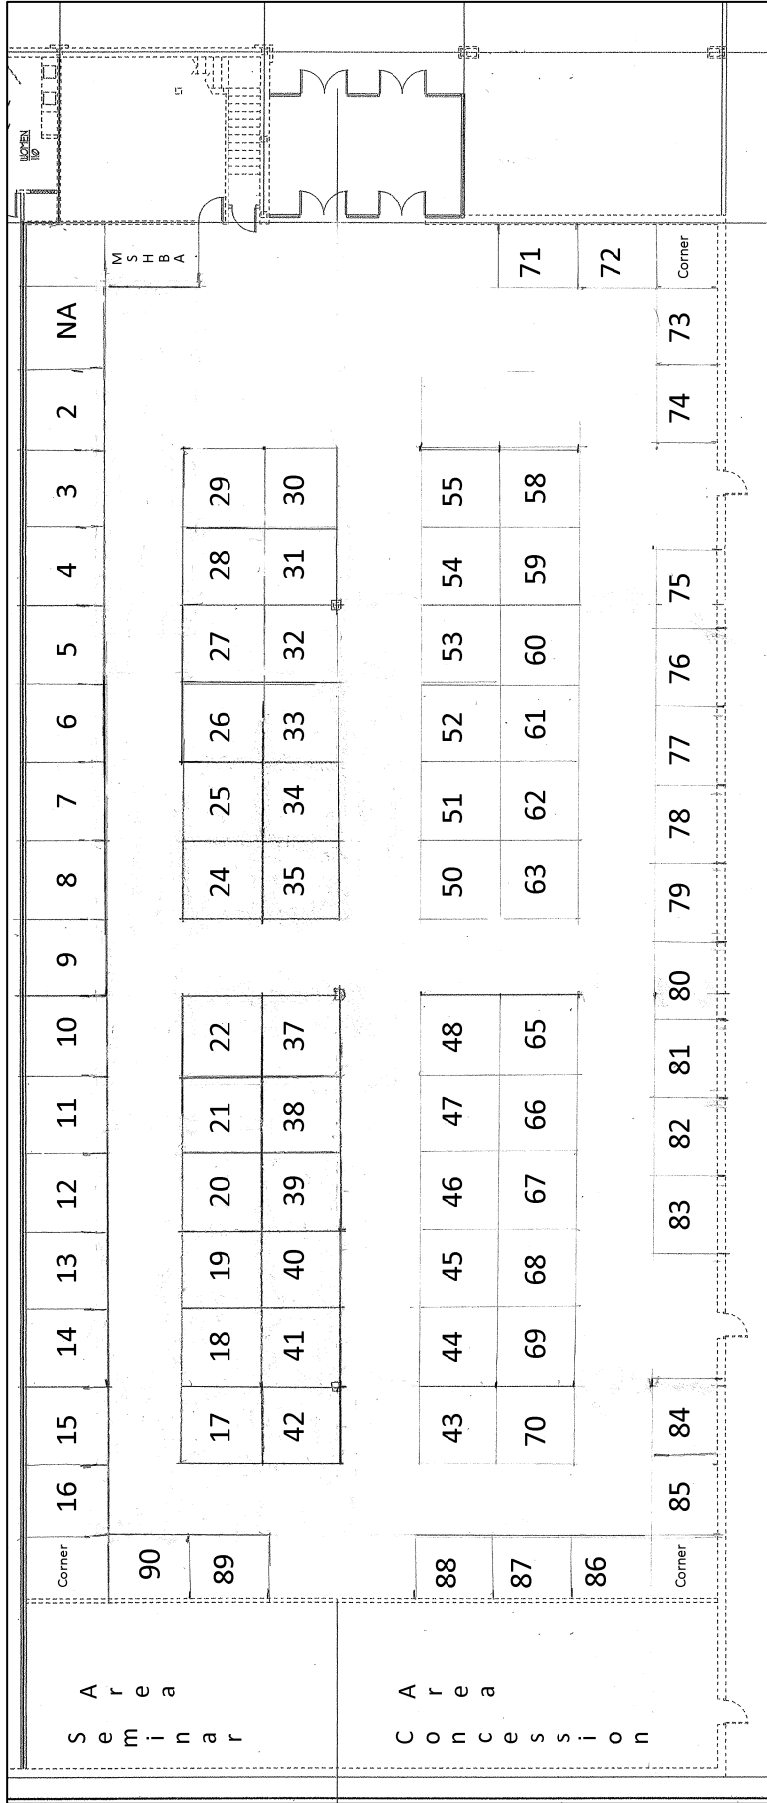 WOMEN
110
Seminar
Area
Corner 16 15 14 13 12 11 10 9 8 7 6 5 4 3 2 NA
90 MSHBA
89 17 18 19 20 21 22 24 25 26 27 28 29
42 41 40 39 38 37 35 34 33 32 31 30
Concession
Area
88 43 44 45 46 47 48 50 51 52 53 54 55
87 70 69 68 67 66 65 63 62 61 60 59 58 71
86 72
Corner 85 84 83 82 81 80 79 78 77 76 75 74 73 Corner